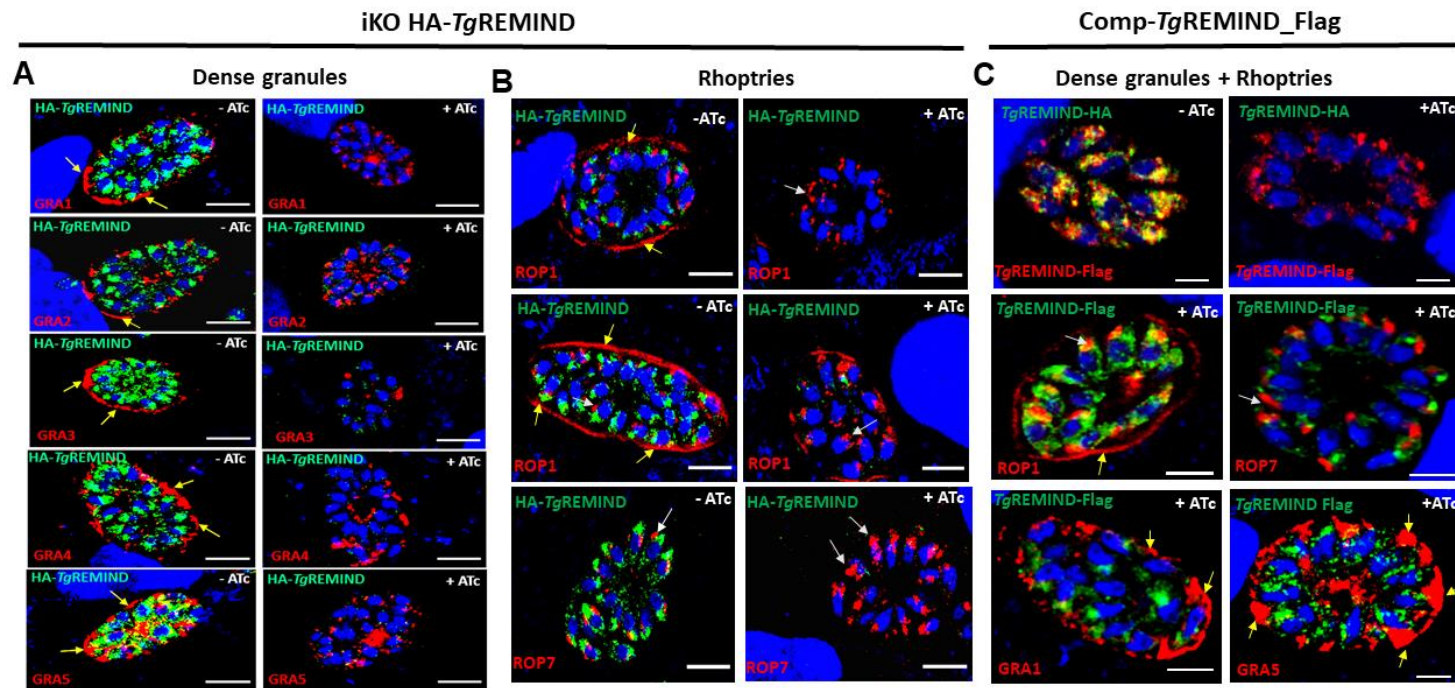 iKO HA-TgREMIND
Comp-TgREMIND_Flag
A
Dense granules
HA-TgREMIND
- ATc
GRA1
HA-TgREMIND
+ ATc
GRA1
HA-TgREMIND
- ATc
GRA2
HA-TgREMIND
+ ATc
GRA2
HA-TgREMIND
- ATc
GRA3
HA-TgREMIND
+ ATc
GRA3
HA-TgREMIND
- ATc
GRA4
HA-TgREMIND
+ ATc
GRA4
HA-TgREMIND
- ATc
GRA5
HA-TgREMIND
+ ATc
GRA5
B
Rhoptries
HA-TgREMIND
-ATc
ROP1
HA-TgREMIND
+ ATc
ROP1
HA-TgREMIND
- ATc
ROP1
HA-TgREMIND
+ ATc
ROP1
HA-TgREMIND
- ATc
ROP7
HA-TgREMIND
+ ATc
ROP7
C
Dense granules + Rhoptries
TgREMIND-HA
- ATc
TgREMIND-Flag
TgREMIND-HA
+ATc
TgREMIND-Flag
TgREMIND-Flag
+ ATc
ROP1
TgREMIND-Flag
+ ATc
ROP7
TgREMIND-Flag
+ ATc
GRA1
TgREMIND Flag
+ATc
GRA5